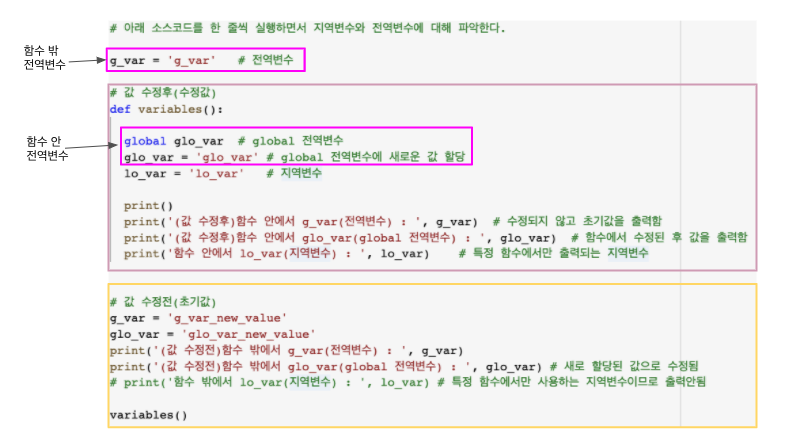 # 아래 소스코드를 한 줄씩 실행하면서 지역변수와 전역변수에 대해 파악한다.
함수 밖
전역변수
g_var = 'g_var'   # 전역변수
# 값 수정후(수정값)
def variables():
함수 안
전역변수
global glo_var  # global 전역변수
glo_var = 'glo_var' # global 전역변수에 새로운 값 할당
lo_var = 'lo_var'   # 지역변수
print()
print('(값 수정후)함수 안에서 g_var(전역변수) : ', g_var)  # 수정되지 않고 초기값을 출력함
print('(값 수정후)함수 안에서 glo_var(global 전역변수) : ', glo_var)  # 함수에서 수정된 후 값을 출력함
print('함수 안에서 lo_var(지역변수) : ', lo_var)    # 특정 함수에서만 출력되는 지역변수
# 값 수정전(초기값)
g_var = 'g_var_new_value'
glo_var = 'glo_var_new_value'
print('(값 수정전)함수 밖에서 g_var(전역변수) : ', g_var)
print('(값 수정전)함수 밖에서 glo_var(global 전역변수) : ', glo_var) # 새로 할당된 값으로 수정됨
# print('함수 밖에서 lo_var(지역변수) : ', lo_var) # 특정 함수에서만 사용하는 지역변수이므로 출력안됨
variables()